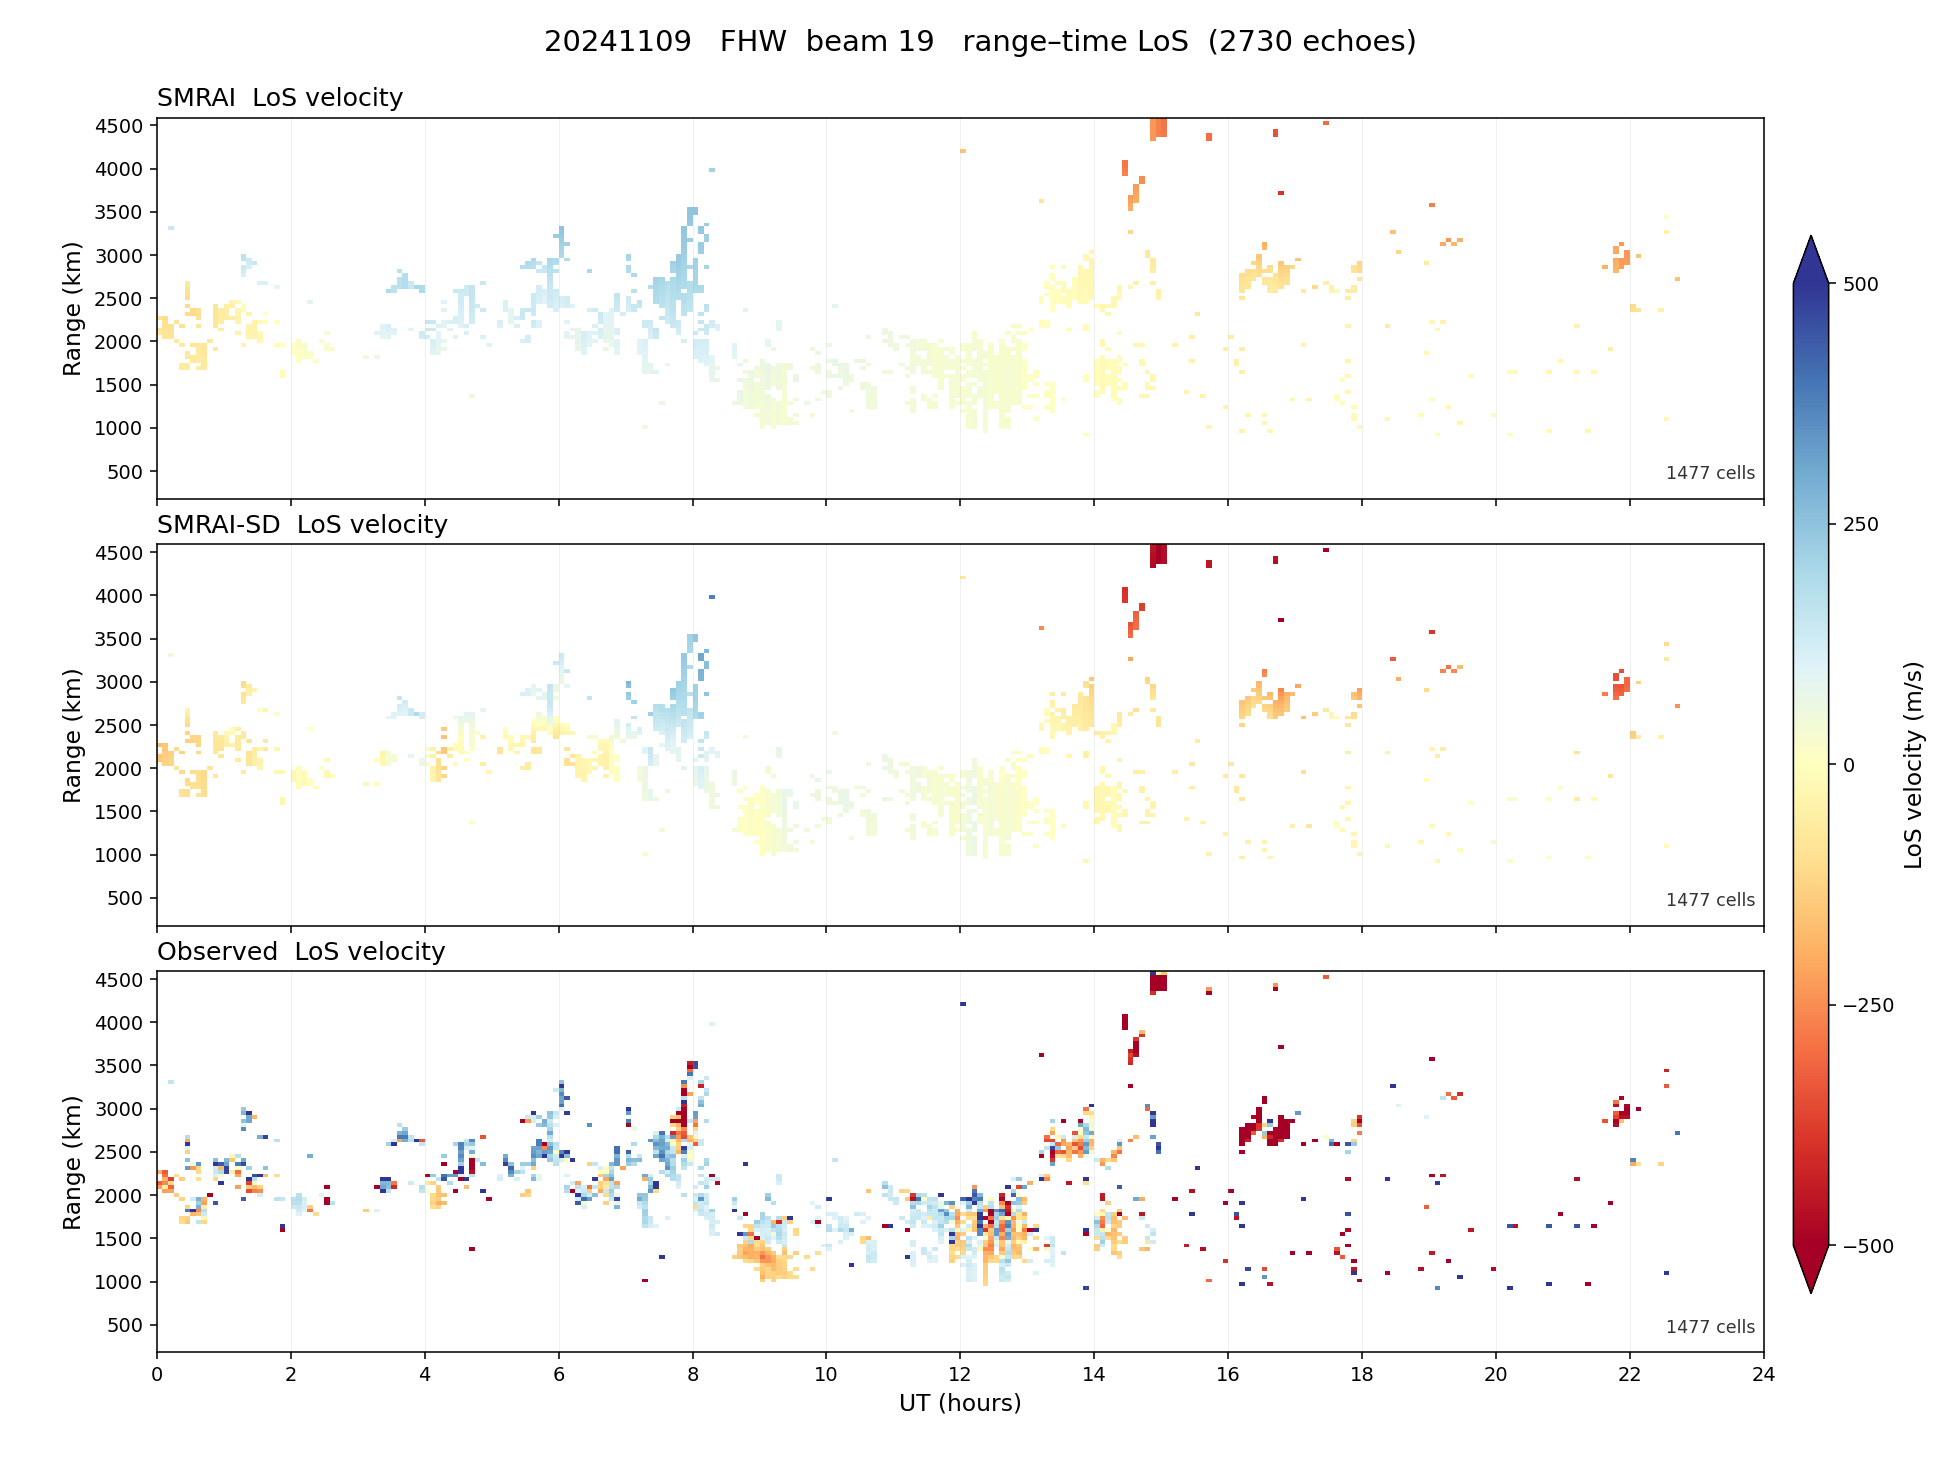 20241109   FHW  beam 19   range–time LoS  (2730 echoes)
SMRAI  LoS velocity
4500
4000
3500
3000
2500
2000
1500
1000
500
Range (km)
1477 cells
SMRAI-SD  LoS velocity
4500
4000
3500
3000
2500
2000
1500
1000
500
Range (km)
1477 cells
Observed  LoS velocity
4500
4000
3500
3000
2500
2000
1500
1000
500
Range (km)
1477 cells
0 2 4 6 8 10 12 14 16 18 20 22 24
UT (hours)
500
250
0
−250
−500
LoS velocity (m/s)